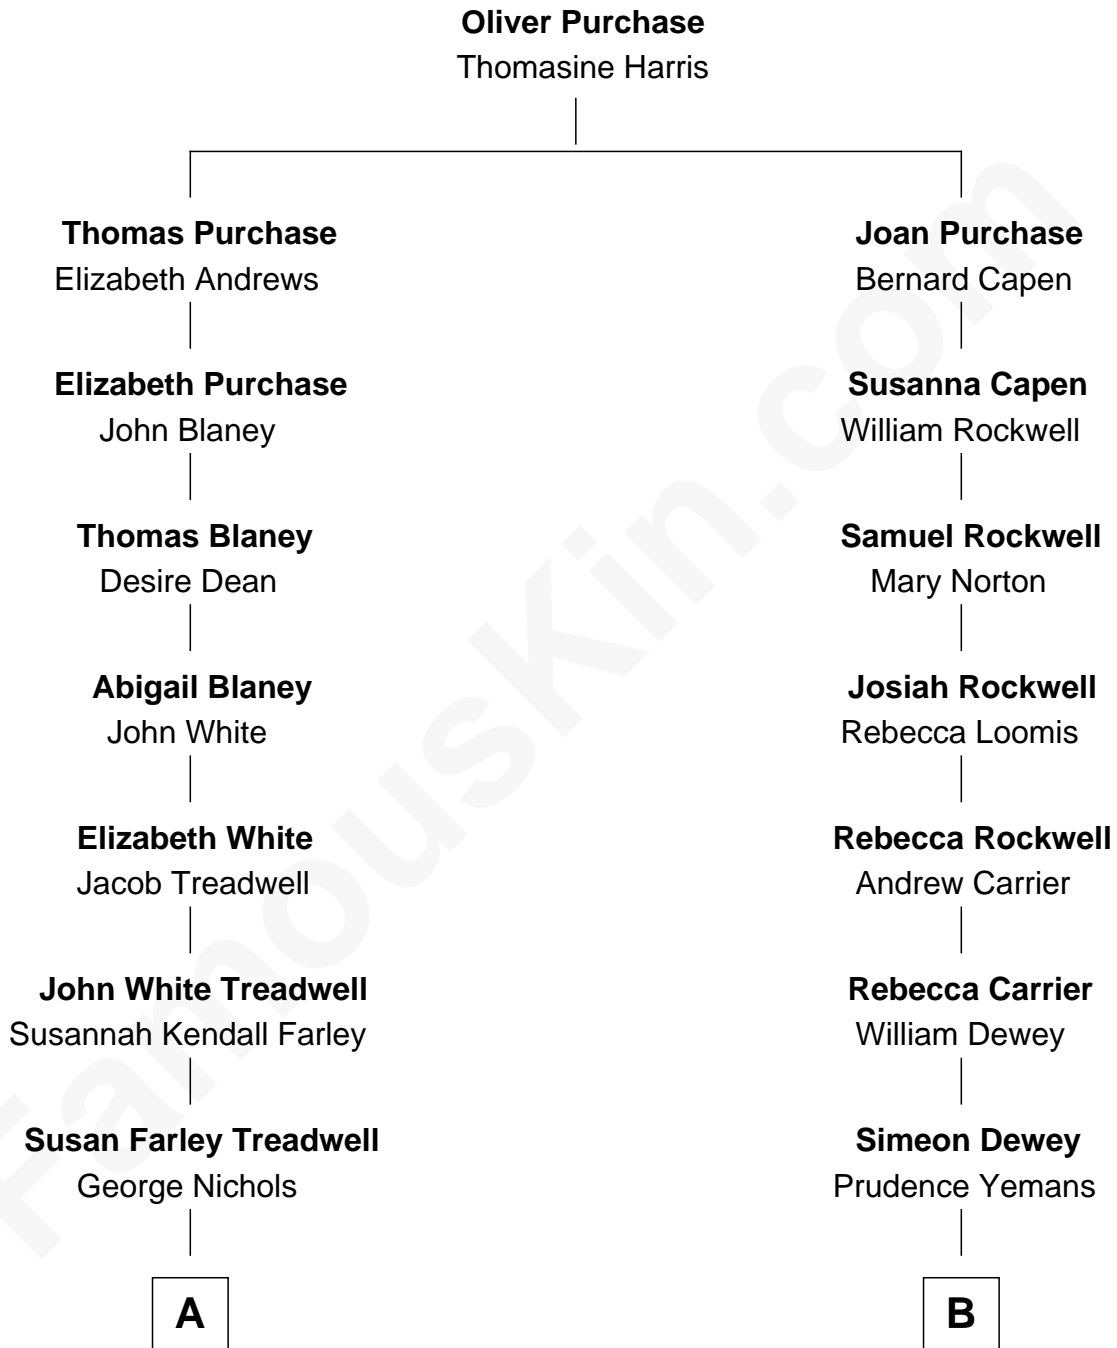 Oliver Purchase
Thomasine Harris
Thomas Purchase
Elizabeth Andrews
Joan Purchase
Bernard Capen
Elizabeth Purchase
John Blaney
Susanna Capen
William Rockwell
Thomas Blaney
Desire Dean
Samuel Rockwell
Mary Norton
Abigail Blaney
John White
Josiah Rockwell
Rebecca Loomis
Elizabeth White
Jacob Treadwell
Rebecca Rockwell
Andrew Carrier
John White Treadwell
Susannah Kendall Farley
Rebecca Carrier
William Dewey
Susan Farley Treadwell
George Nichols
Simeon Dewey
Prudence Yemans
A
B
FamousKin.com